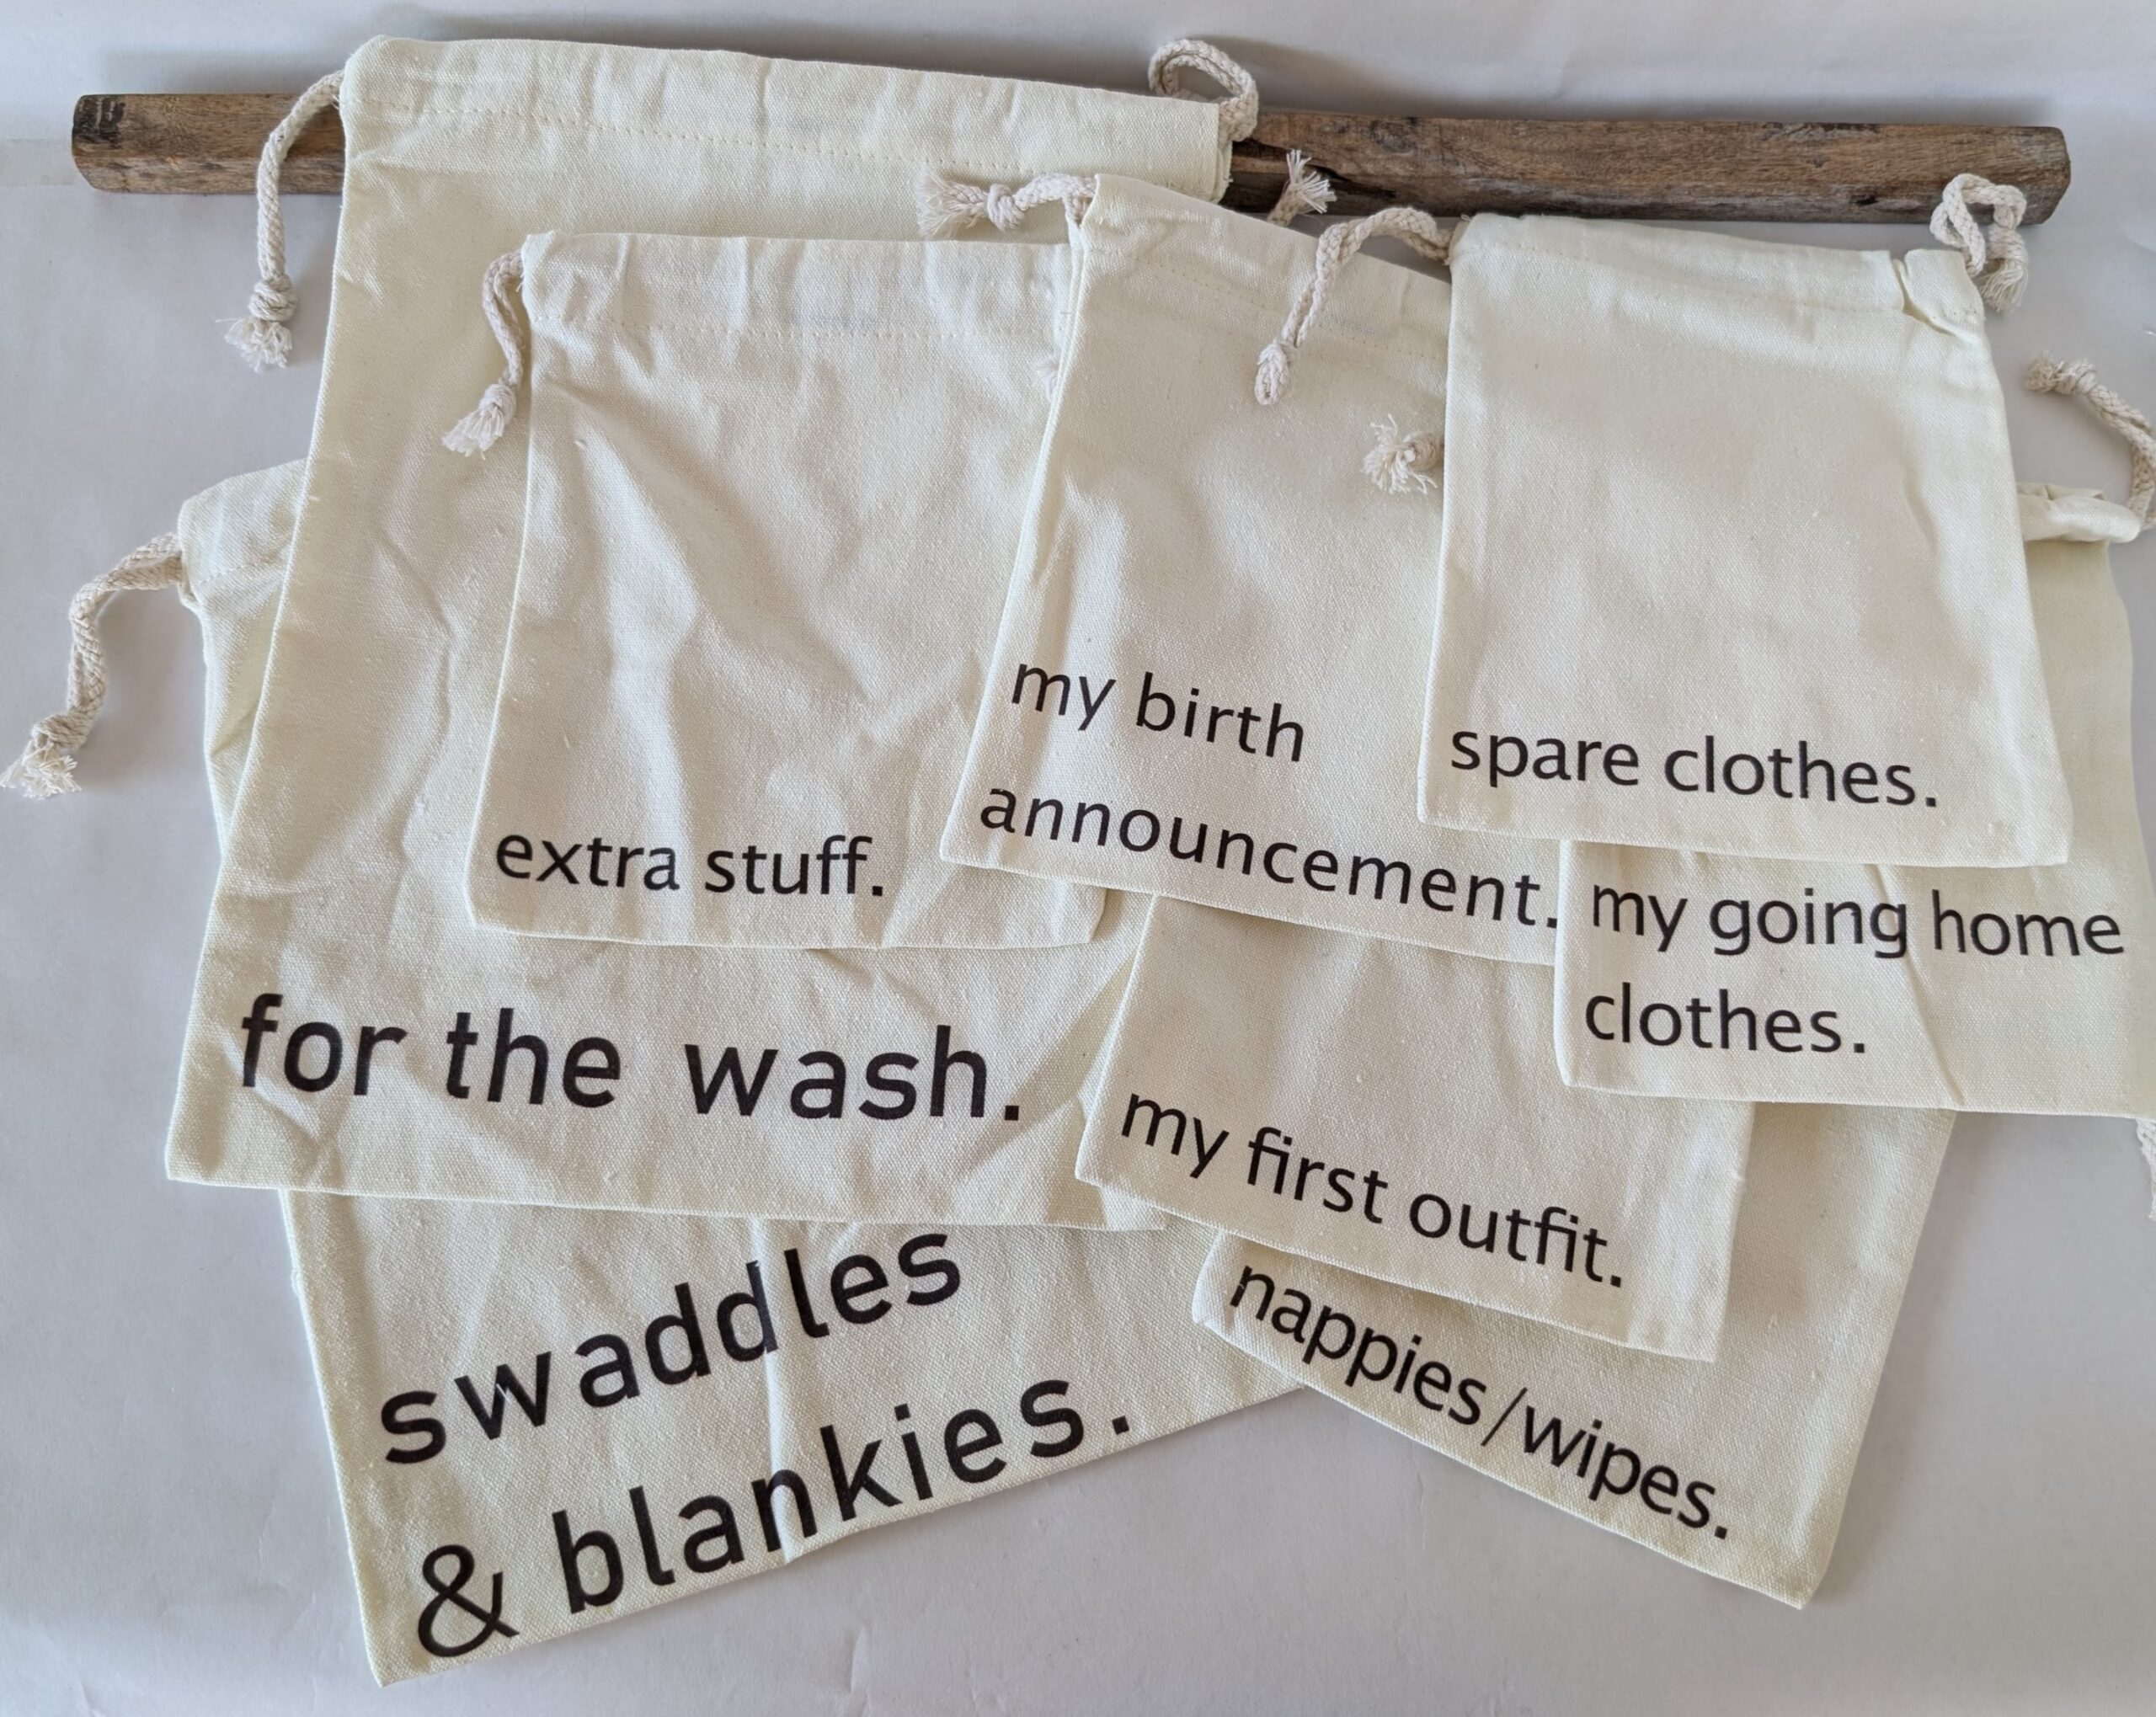 extra stuff.
my birth
announcement.
spare clothes.
my going home
clothes.
for the wash.
my first outfit.
swaddles
& blankies.
nappies/wipes.